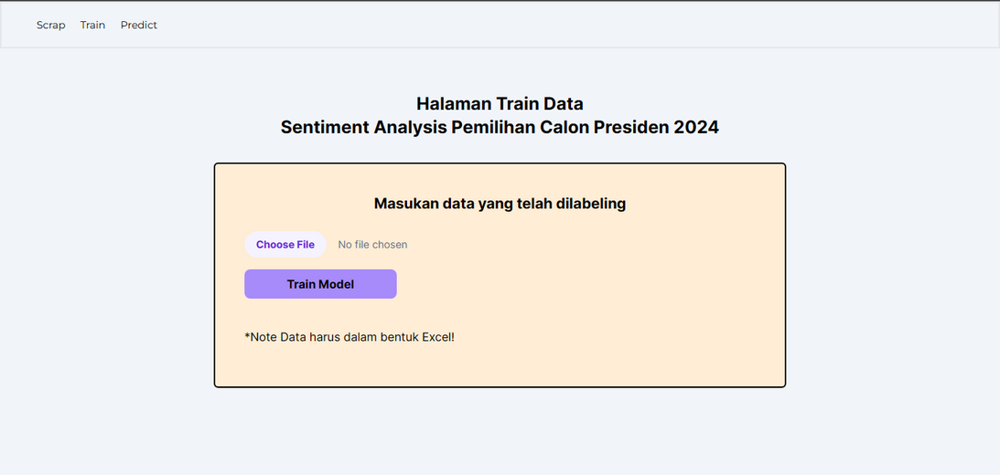 Scrap Train Predict
Halaman Train Data
Sentiment Analysis Pemilihan Calon Presiden 2024
Masukan data yang telah dilabeling
Choose File No file chosen
Train Model
*Note Data harus dalam bentuk Excel!